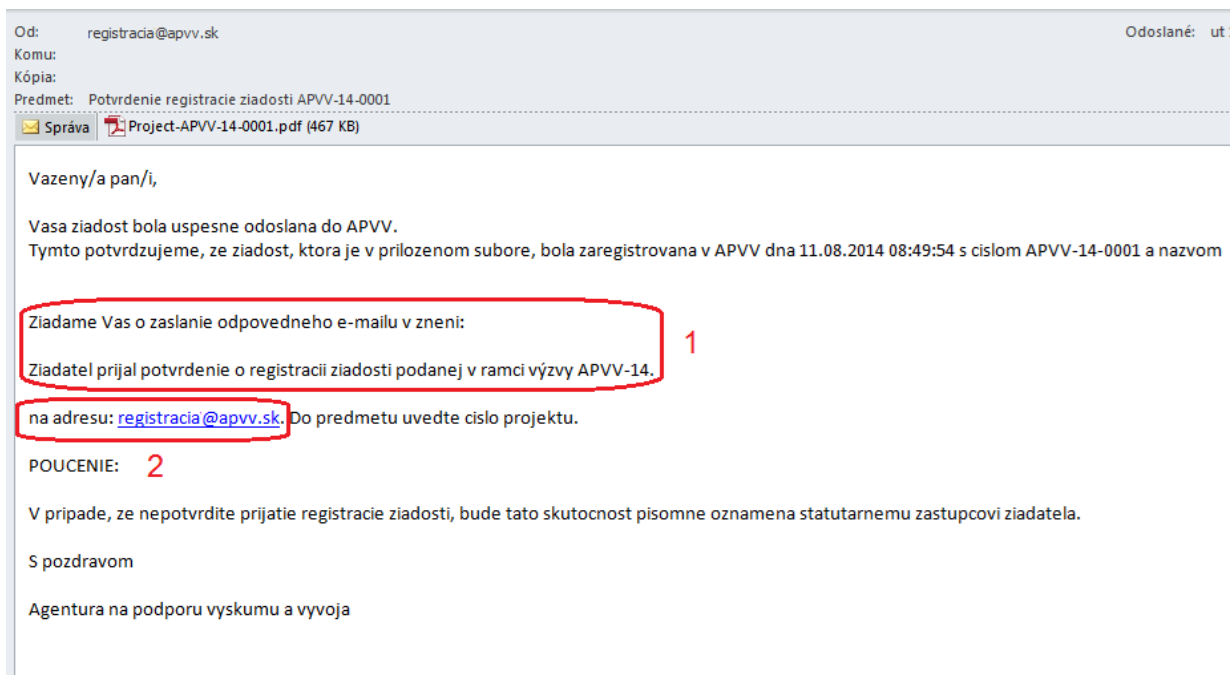 Od: registracia@apvv.sk Odoslané: ut
Komu:
Kópia:
Predmet: Potvrdenie registracie ziadosti APVV-14-0001
Správa Project-APVV-14-0001.pdf (467 KB)
Vazeny/a pan/i,
Vasa ziadost bola uspesne odoslana do APVV.
Tymto potvrdzujeme, ze ziadost, ktora je v prilozenom subore, bola zaregistrovana v APVV dna 11.08.2014 08:49:54 s cislom APVV-14-0001 a nazvom
Ziadame Vas o zaslanie odpovedneho e-mailu v zneni:
1
Ziadatel prijal potvrdenie o registracii ziadosti podanej v ramci výzvy APVV-14.
na adresu: registracia@apvv.sk. Do predmetu uvedte cislo projektu.
POUCENIE: 2
V pripade, ze nepotvrdite prijatie registracie ziadosti, bude tato skutocnost pisomne oznamena statutarnemu zastupcovi ziadatela.
S pozdravom
Agentura na podporu vyskumu a vyvoja